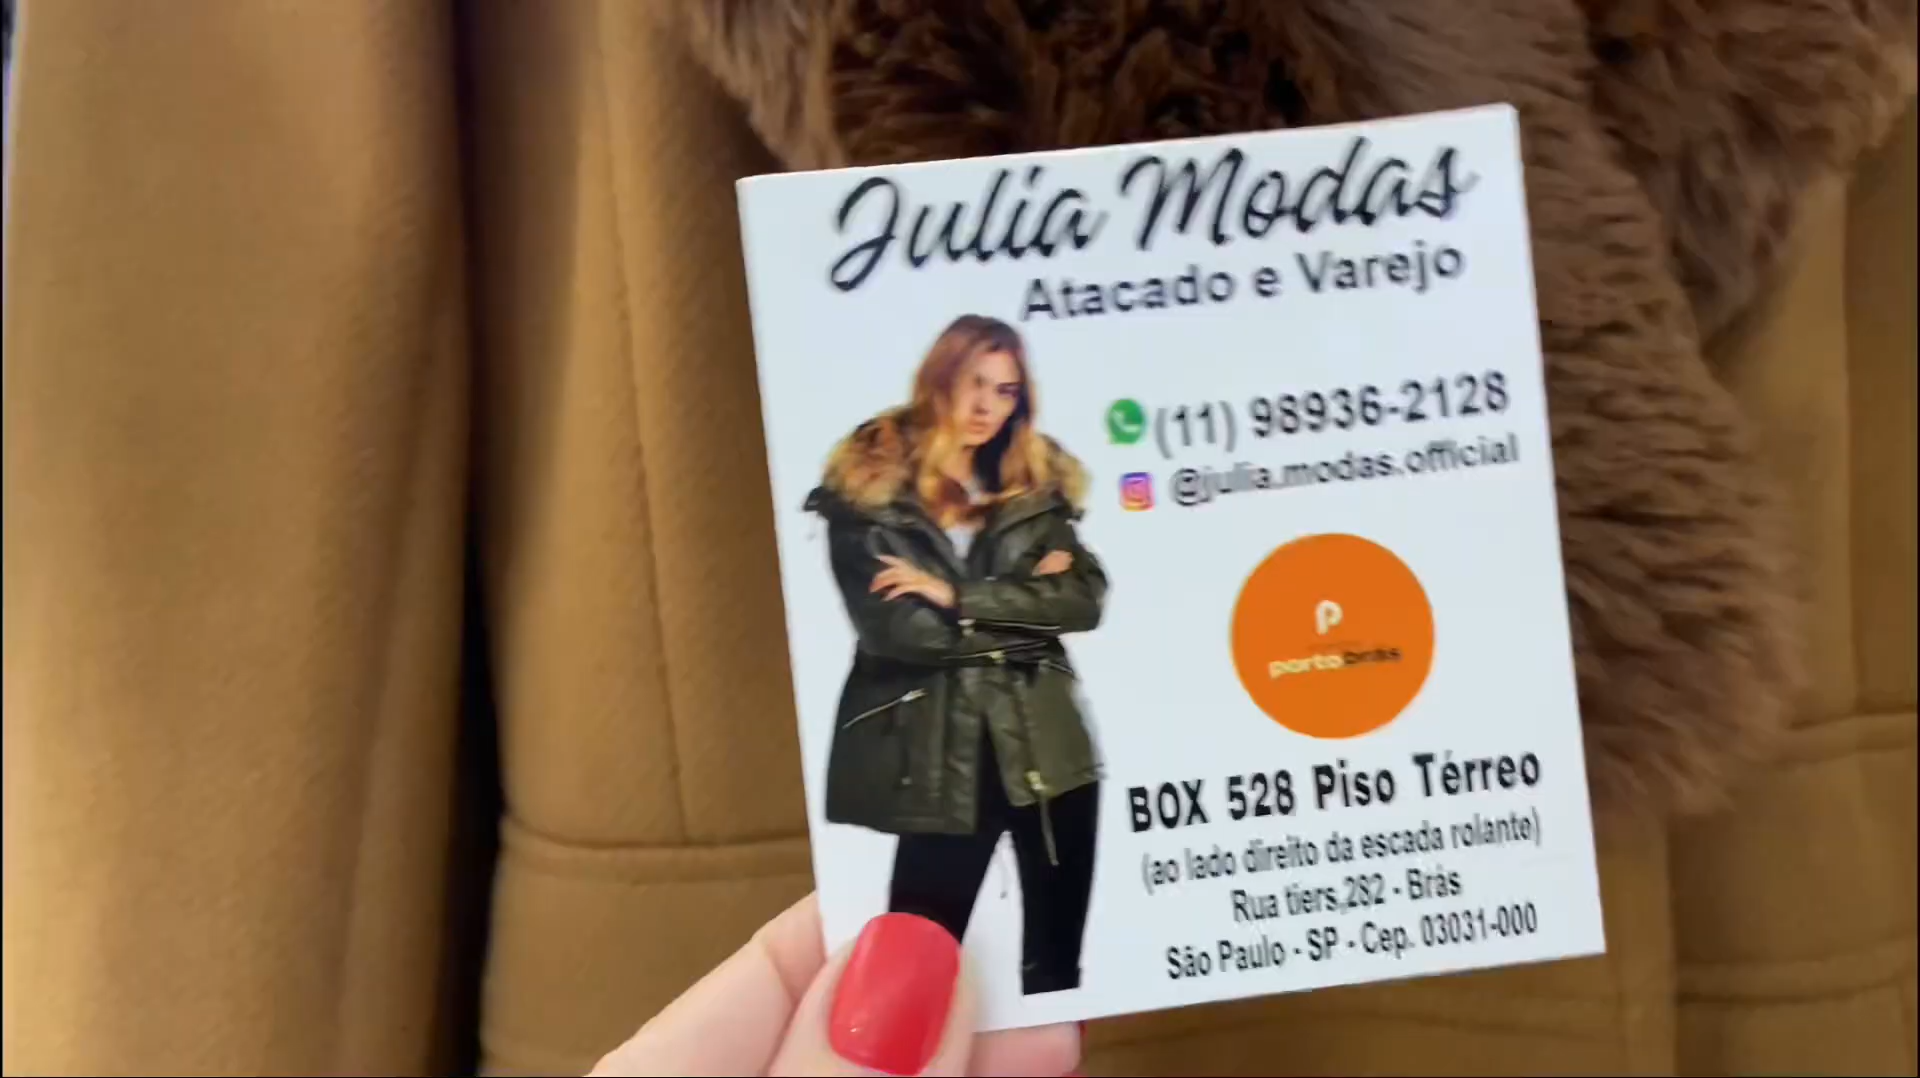 Julia Modas
Atacado e Varejo
(11) 98936-2128
@julia.modas.official
p
portobrás
BOX 528 Piso Térreo
(ao lado direito da escada rolante)
Rua tiers,282 - Brás
São Paulo - SP - Cep. 03031-000